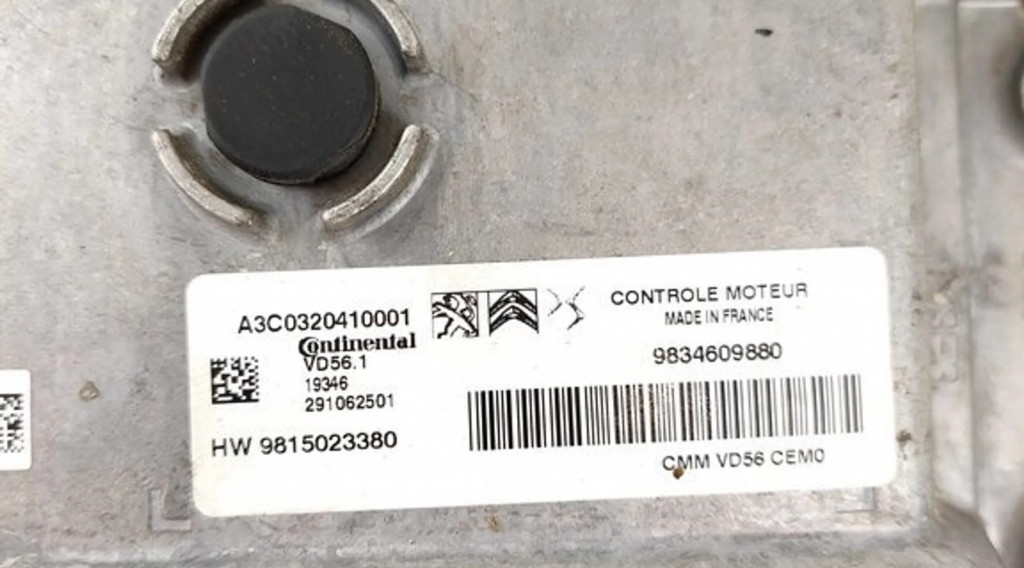 A3C0320410001
Continental
VD56.1
19346
291062501
HW 9815023380
CONTROLE MOTEUR
MADE IN FRANCE
9834609880
CMM VD56 CEM0